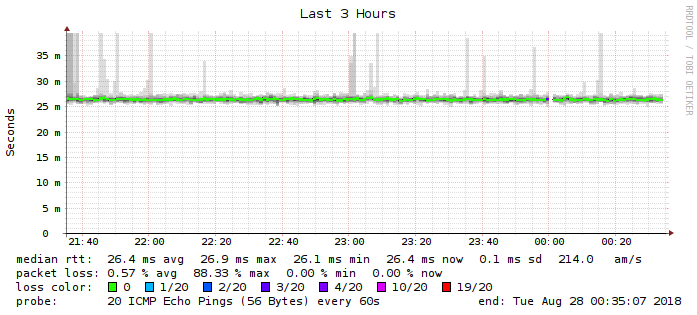 Last 3 Hours
RRDTOOL / TOBI OETIKER
Seconds
35 m
30 m
25 m
20 m
15 m
10 m
5 m
0
21:40 22:00 22:20 22:40 23:00 23:20 23:40 00:00 00:20
median rtt: 26.4 ms avg 26.9 ms max 26.1 ms min 26.4 ms now 0.1 ms sd 214.0 am/s
packet loss: 0.57 % avg 88.33 % max 0.00 % min 0.00 % now
loss color: 0 1/20 2/20 3/20 4/20 10/20 19/20
probe: 20 ICMP Echo Pings (56 Bytes) every 60s end: Tue Aug 28 00:35:07 2018